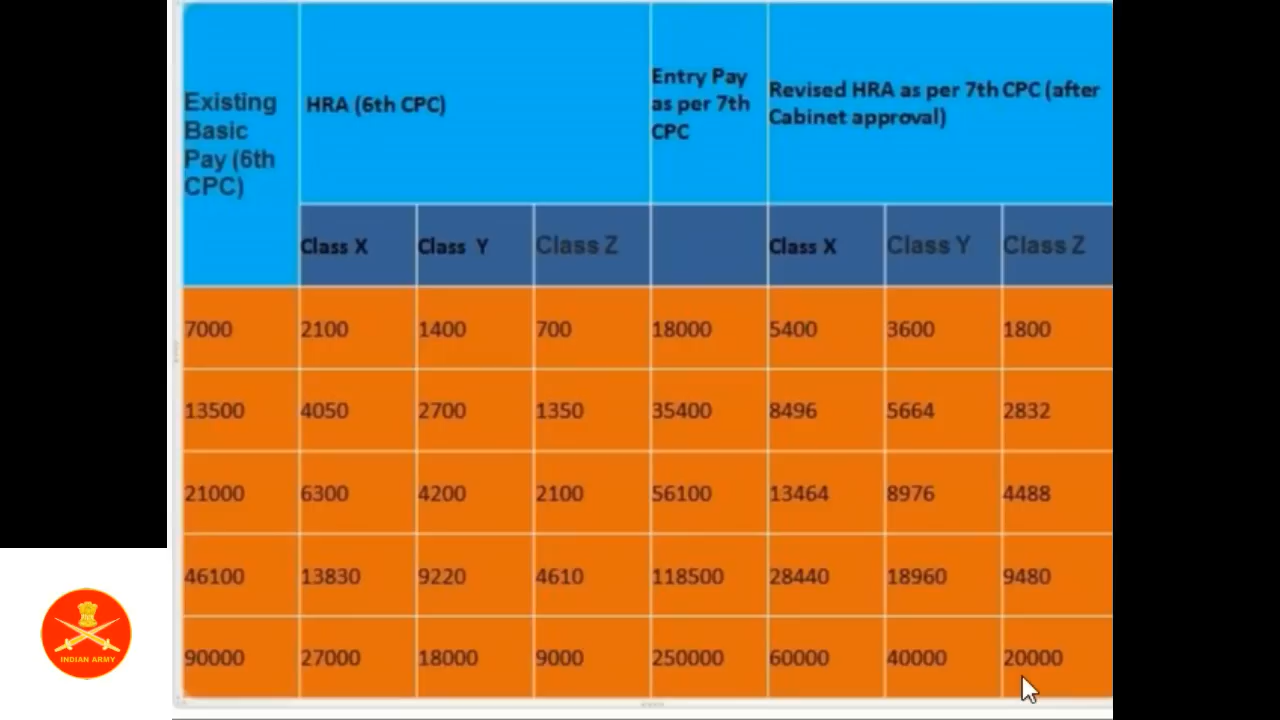 Existing
Basic
Pay (6th
CPC)
HRA (6th CPC)
Entry Pay
as per 7th
CPC
Revised HRA as per 7th CPC (after
Cabinet approval)
Class X Class Y Class Z Class X Class Y Class Z
7000 2100 1400 700 18000 5400 3600 1800
13500 4050 2700 1350 35400 8496 5664 2832
21000 6300 4200 2100 56100 13464 8976 4488
46100 13830 9220 4610 118500 28440 18960 9480
90000 27000 18000 9000 250000 60000 40000 20000
INDIAN ARMY